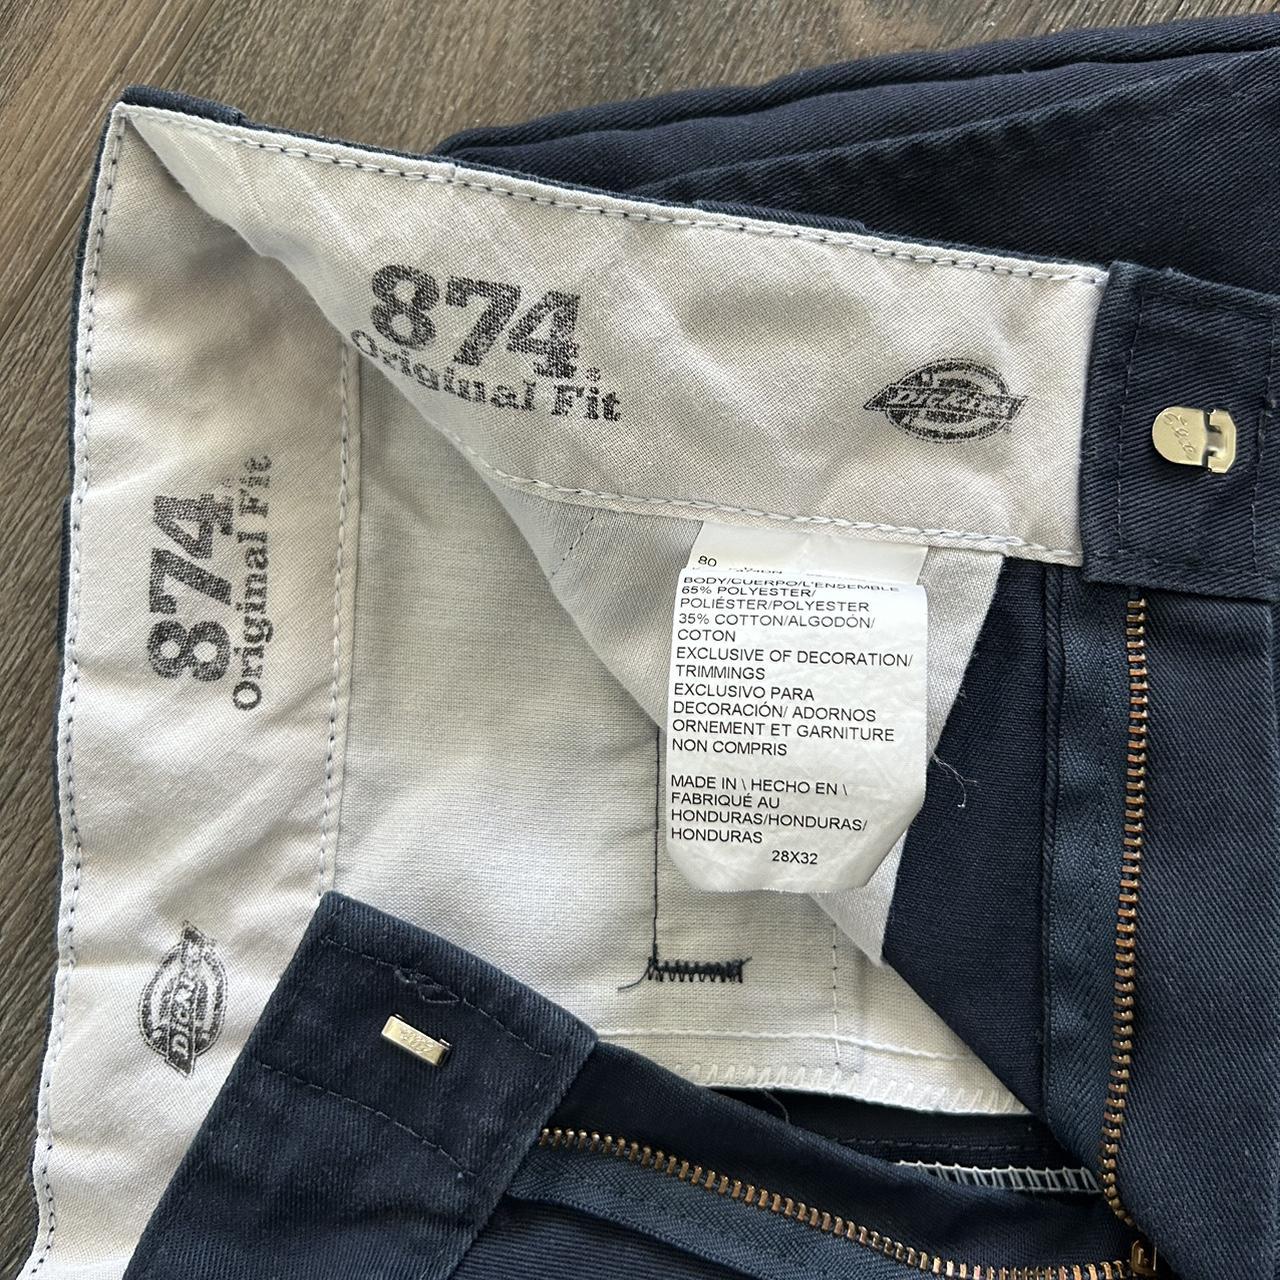 874
Original Fit
DICKIES
874
Original Fit
DICKIES
80
BODY/CUERPO/L'ENSEMBLE
65% POLYESTER/
POLIÉSTER/POLYESTER
35% COTTON/ALGODÓN/
COTON
EXCLUSIVE OF DECORATION/
TRIMMINGS
EXCLUSIVO PARA
DECORACIÓN/ ADORNOS
ORNEMENT ET GARNITURE
NON COMPRIS
MADE IN \ HECHO EN \
FABRIQUÉ AU
HONDURAS/HONDURAS/
HONDURAS
28X32